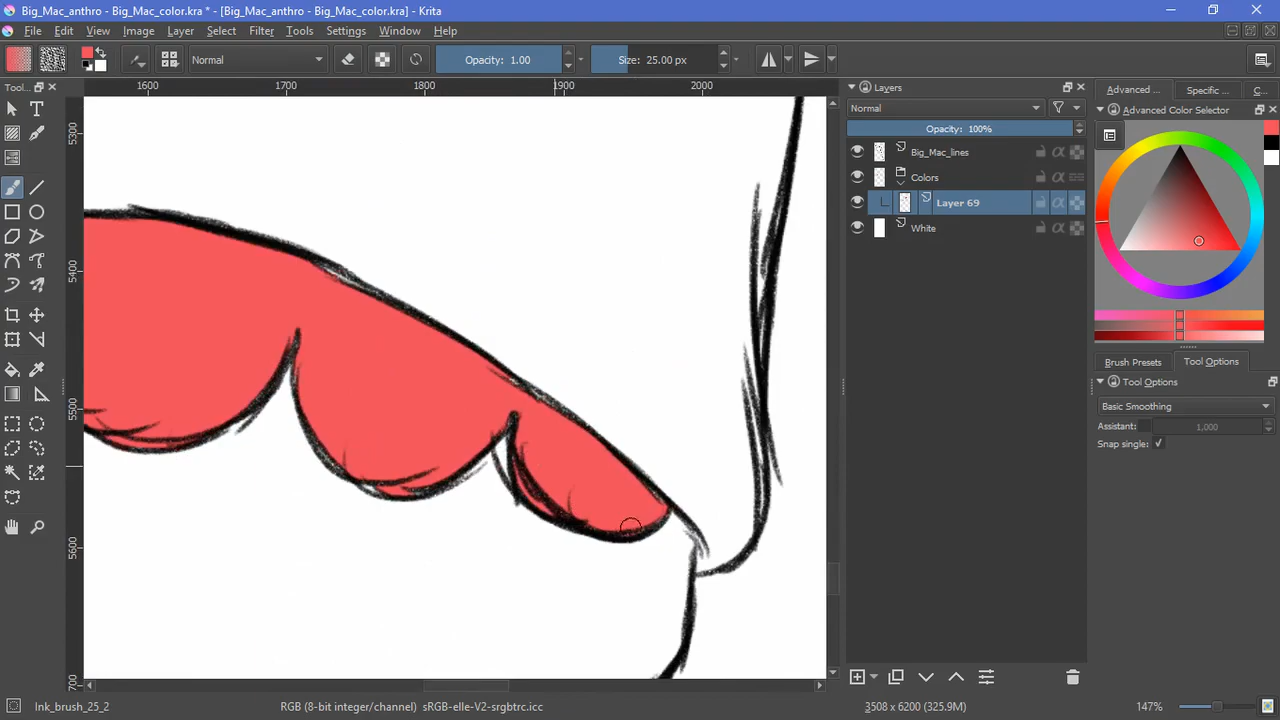 Big_Mac_anthro - Big_Mac_color.kra * - [Big_Mac_anthro - Big_Mac_color.kra] - Krita
File Edit View Image Layer Select Filter Tools Settings Window Help
Normal Opacity: 1.00 Size: 25.00 px
Tool...
1600 1700 1800 1900 2000
5300
5400
5500
5600
700
Layers
Normal
Opacity: 100%
Big_Mac_lines
Colors
Layer 69
White
Advanced ... Specific ... C...
Advanced Color Selector
Brush Presets Tool Options
Tool Options
Basic Smoothing
Assistant: 1,000
Snap single: ✓
Ink_brush_25_2 RGB (8-bit integer/channel) sRGB-elle-V2-srgbtrc.icc 3508 x 6200 (325.9M) 147%